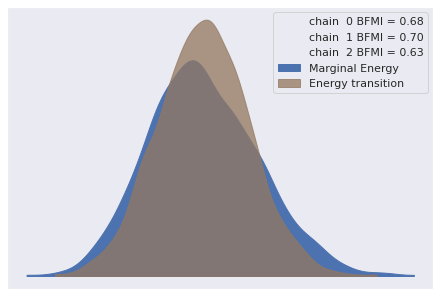 chain  0 BFMI = 0.68
chain  1 BFMI = 0.70
chain  2 BFMI = 0.63
Marginal Energy
Energy transition